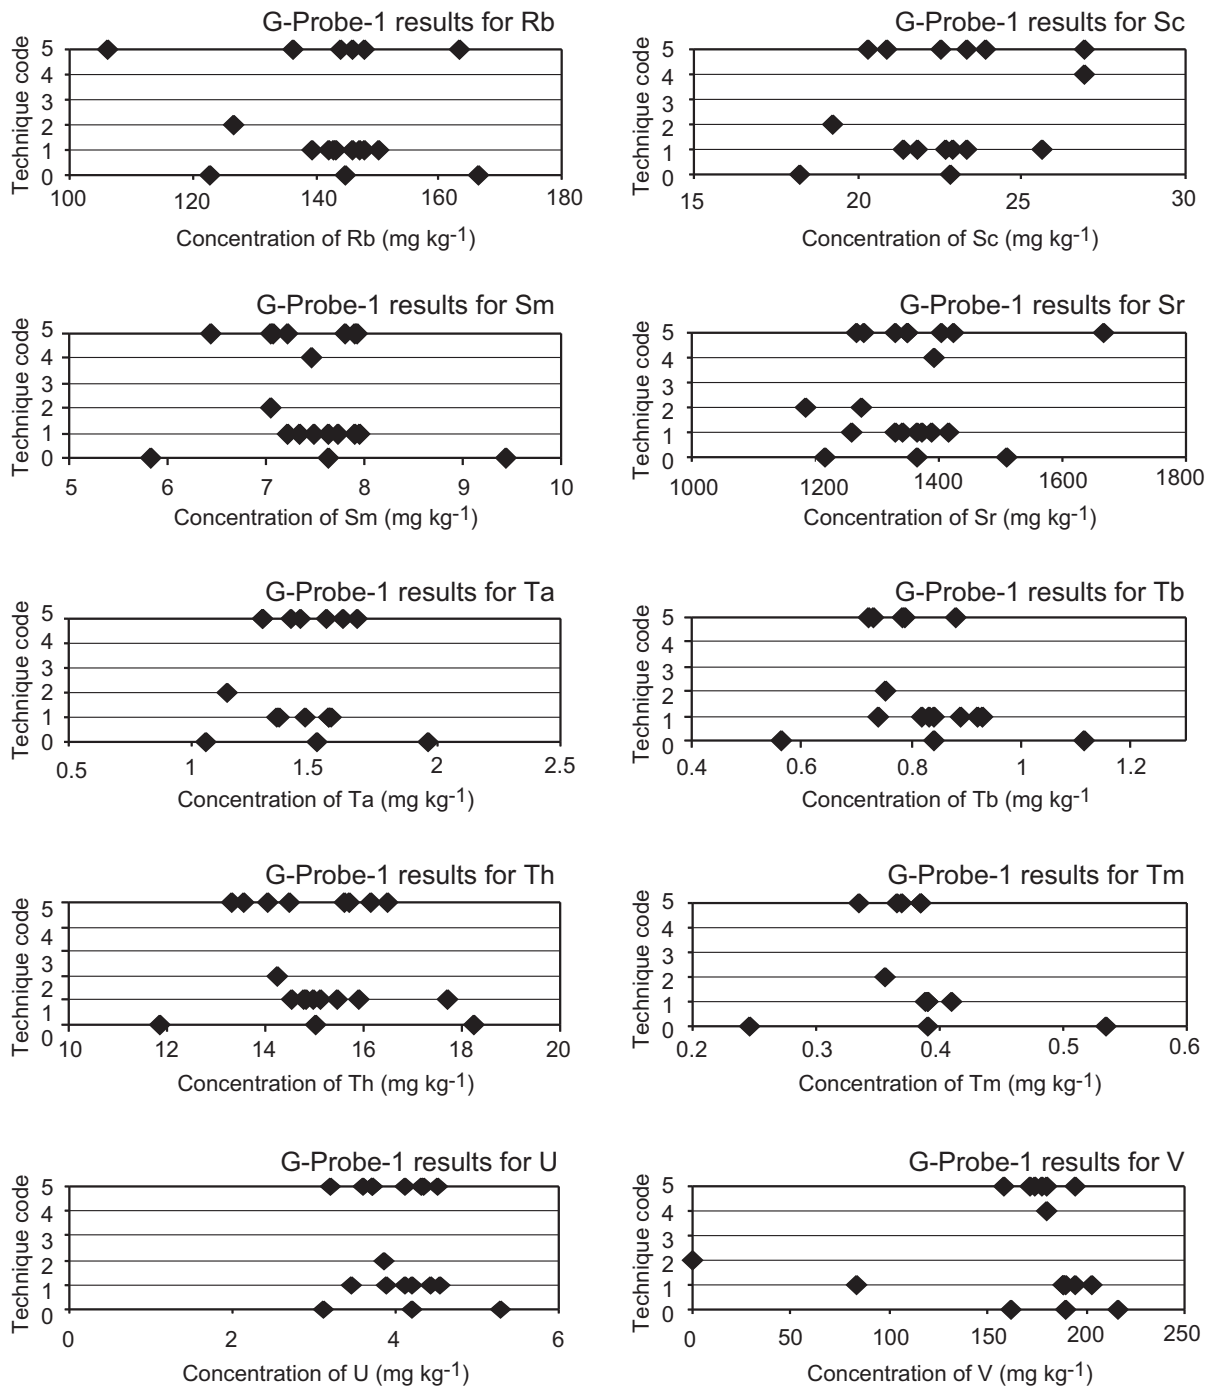 G-Probe-1 results for Rb
Technique code
5
4
3
2
1
0
100 120 140 160 180
Concentration of Rb (mg kg-1)
G-Probe-1 results for Sc
Technique code
5
4
3
2
1
0
15 20 25 30
Concentration of Sc (mg kg-1)
G-Probe-1 results for Sm
Technique code
5
4
3
2
1
0
5 6 7 8 9 10
Concentration of Sm (mg kg-1)
G-Probe-1 results for Sr
Technique code
5
4
3
2
1
0
1000 1200 1400 1600 1800
Concentration of Sr (mg kg-1)
G-Probe-1 results for Ta
Technique code
5
4
3
2
1
0
0.5 1 1.5 2 2.5
Concentration of Ta (mg kg-1)
G-Probe-1 results for Tb
Technique code
5
4
3
2
1
0
0.4 0.6 0.8 1 1.2
Concentration of Tb (mg kg-1
G-Probe-1 results for Th
Technique code
5
4
3
2
1
0
10 12 14 16 18 20
Concentration of Th (mg kg-1)
G-Probe-1 results for Tm
Technique code
5
4
3
2
1
0
0.2 0.3 0.4 0.5 0.6
Concentration of Tm (mg kg-1)
G-Probe-1 results for U
Technique code
5
4
3
2
1
0
0 2 4 6
Concentration of U (mg kg-1)
G-Probe-1 results for V
Technique code
5
4
3
2
1
0
0 50 100 150 200 250
Concentration of V (mg kg-1)